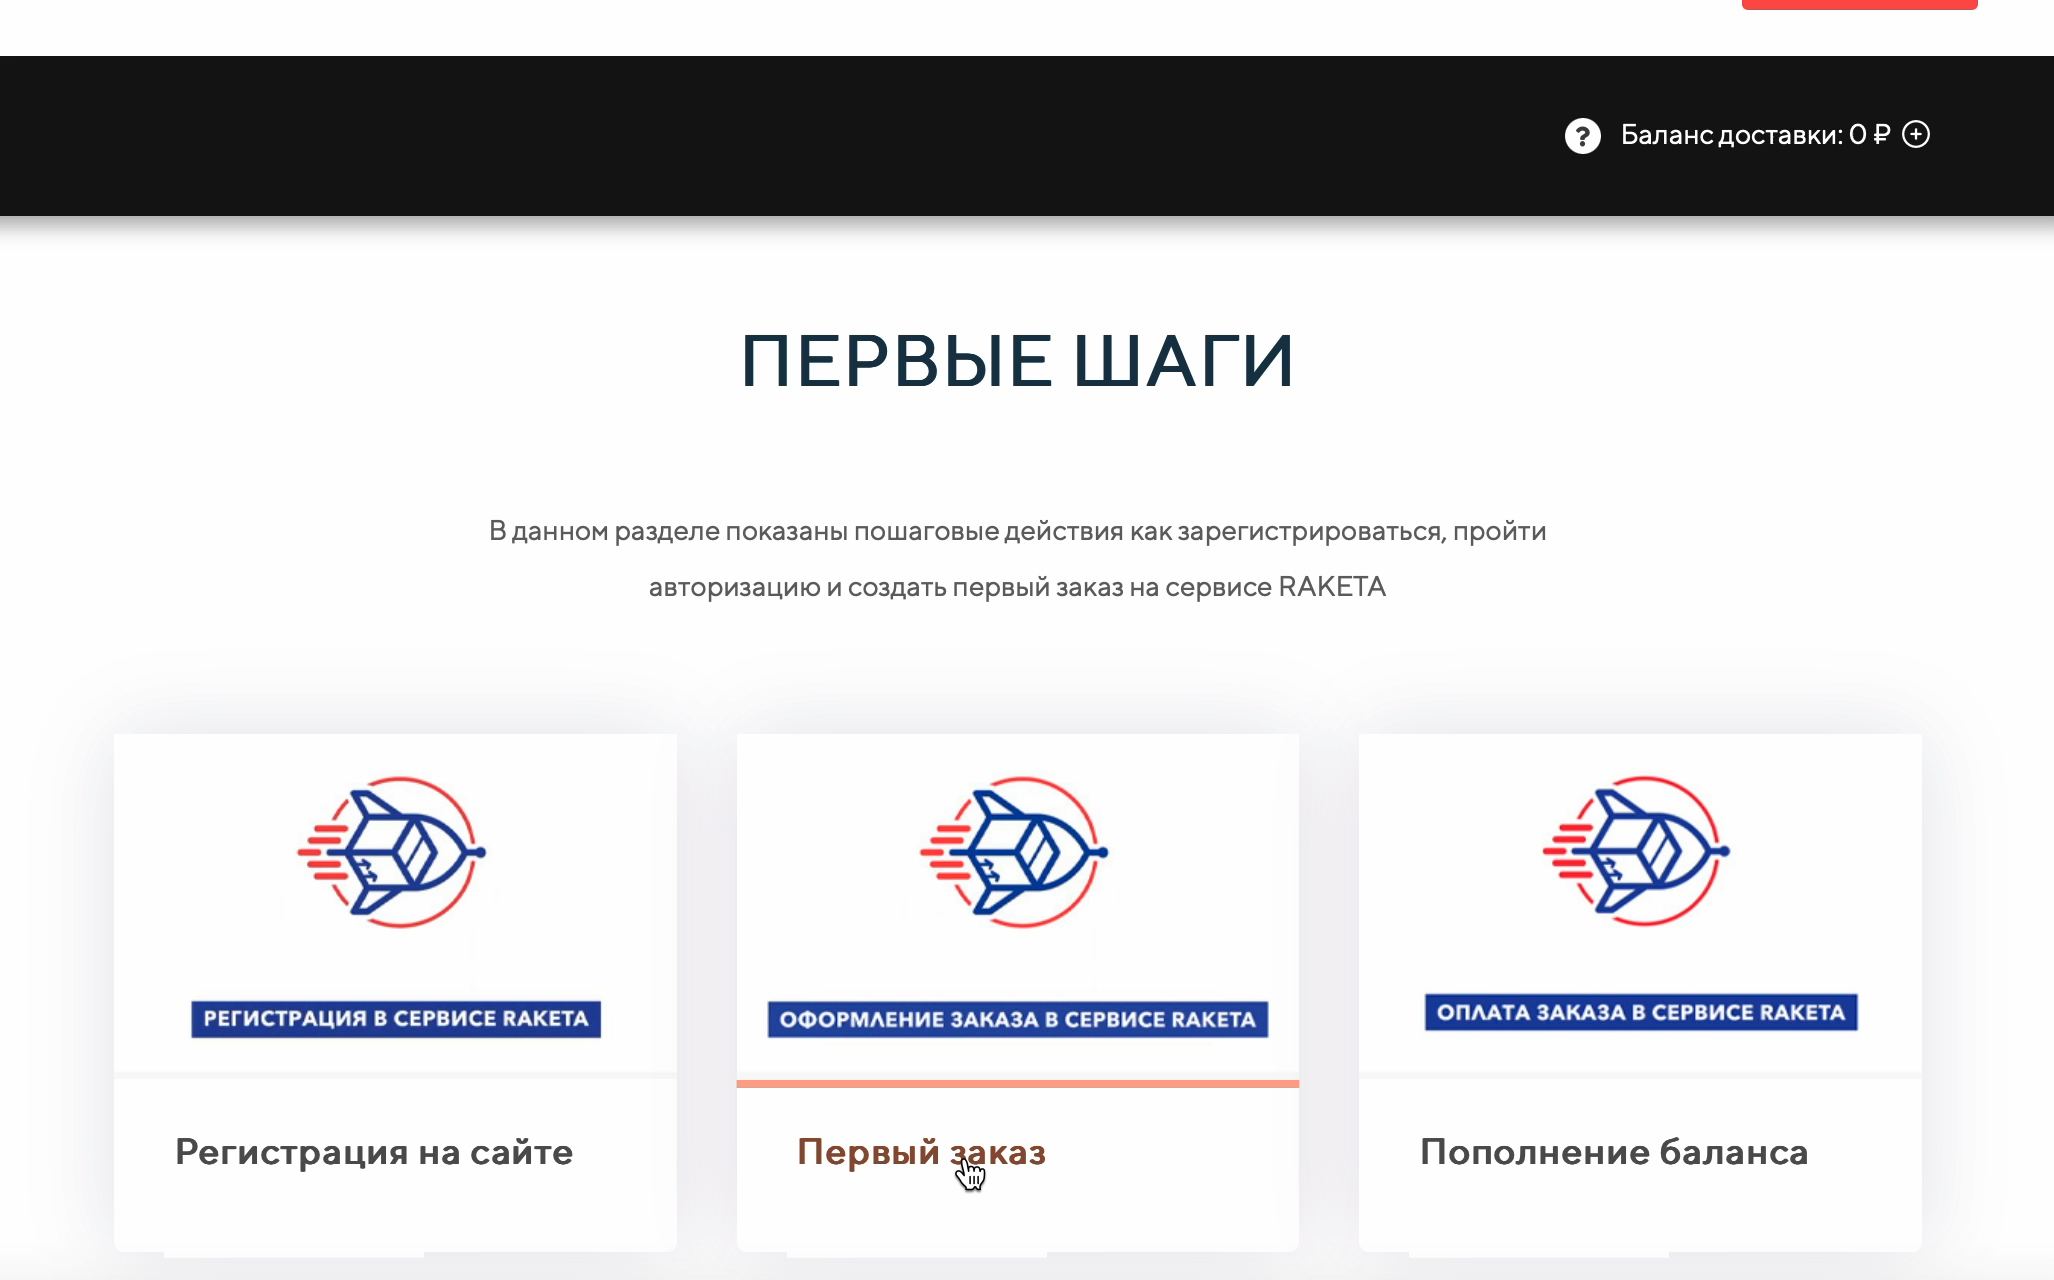 Баланс доставки: 0 ₽
ПЕРВЫЕ ШАГИ
В данном разделе показаны пошаговые действия как зарегистрироваться, пройти
авторизацию и создать первый заказ на сервисе RAKETA
РЕГИСТРАЦИЯ В СЕРВИСЕ RAKETA
ОФОРМЛЕНИЕ ЗАКАЗА В СЕРВИСЕ RAKETA
ОПЛАТА ЗАКАЗА В СЕРВИСЕ RAKETA
Регистрация на сайте
Первый заказ
Пополнение баланса